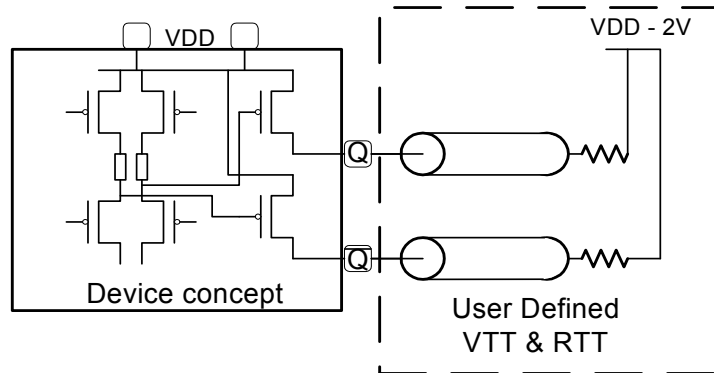 VDD
VDD - 2V
Q
Q̅
Device concept
User Defined
VTT & RTT